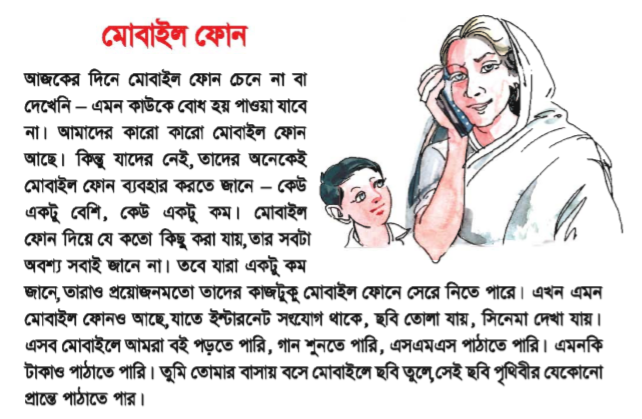 মোবাইল ফোন
আজকের দিনে মোবাইল ফোন চেনে না বা
দেখেনি – এমন কাউকে বোধ হয় পাওয়া যাবে
না। আমাদের কারো কারো মোবাইল ফোন
আছে। কিন্তু যাদের নেই, তাদের অনেকেই
মোবাইল ফোন ব্যবহার করতে জানে – কেউ
একটু বেশি, কেউ একটু কম। মোবাইল
ফোন দিয়ে যে কতো কিছু করা যায়, তার সবটা
অবশ্য সবাই জানে না। তবে যারা একটু কম
জানে, তারাও প্রয়োজনমতো তাদের কাজটুকু মোবাইল ফোনে সেরে নিতে পারে। এখন এমন
মোবাইল ফোনও আছে, যাতে ইন্টারনেট সংযোগ থাকে, ছবি তোলা যায়, সিনেমা দেখা যায়।
এসব মোবাইলে আমরা বই পড়তে পারি, গান শুনতে পারি, এসএমএস পাঠাতে পারি। এমনকি
টাকাও পাঠাতে পারি। তুমি তোমার বাসায় বসে মোবাইলে ছবি তুলে, সেই ছবি পৃথিবীর যেকোনো
প্রান্তে পাঠাতে পার।